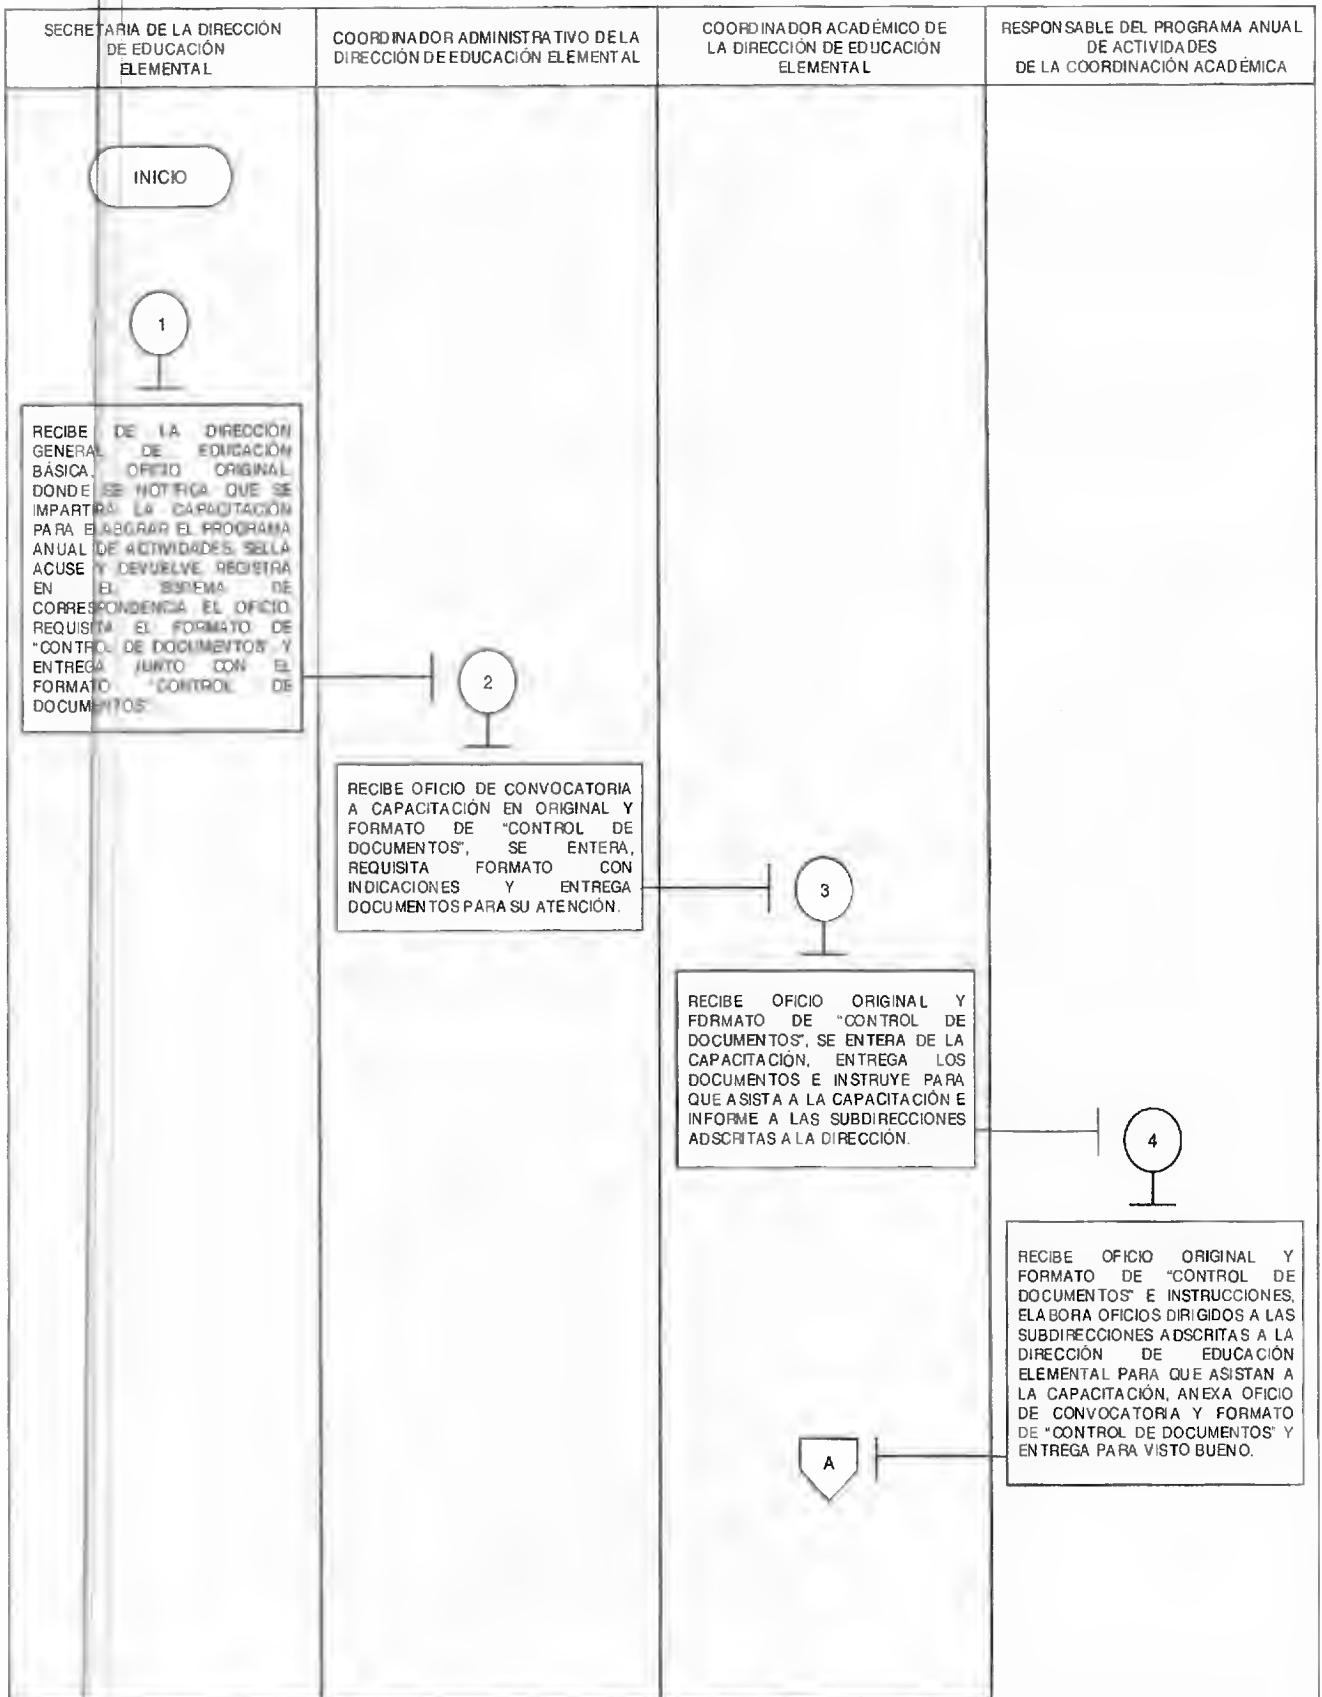 SECRETARIA DE LA DIRECCIÓN
DE EDUCACIÓN
ELEMENTAL
COORDINADOR ADMINISTRATIVO DE LA
DIRECCIÓN DE EDUCACIÓN ELEMENTAL
COORDINADOR ACADÉMICO DE
LA DIRECCIÓN DE EDUCACIÓN
ELEMENTAL
RESPONSABLE DEL PROGRAMA ANUAL
DE ACTIVIDADES
DE LA COORDINACIÓN ACADÉMICA
INICIO
1
RECIBE DE LA DIRECCIÓN
GENERAL DE EDUCACIÓN
BÁSICA, OFICIO ORIGINAL
DONDE SE NOTIFICA QUE SE
IMPARTIRÁ LA CAPACITACIÓN
PARA ELABORAR EL PROGRAMA
ANUAL DE ACTIVIDADES, SELLA
ACUSE Y DEVUELVE, REGISTRA
EN EL SISTEMA DE
CORRESPONDENCIA EL OFICIO,
REQUISITA EL FORMATO DE
"CONTROL DE DOCUMENTOS" Y
ENTREGA JUNTO CON EL
FORMATO "CONTROL DE
DOCUMENTOS".
2
RECIBE OFICIO DE CONVOCATORIA
A CAPACITACIÓN EN ORIGINAL Y
FORMATO DE "CONTROL DE
DOCUMENTOS", SE ENTERA,
REQUISITA FORMATO CON
INDICACIONES Y ENTREGA
DOCUMENTOS PARA SU ATENCIÓN.
3
RECIBE OFICIO ORIGINAL Y
FORMATO DE "CONTROL DE
DOCUMENTOS", SE ENTERA DE LA
CAPACITACIÓN, ENTREGA LOS
DOCUMENTOS E INSTRUYE PARA
QUE ASISTA A LA CAPACITACIÓN E
INFORME A LAS SUBDIRECCIONES
ADSCRITAS A LA DIRECCIÓN.
4
RECIBE OFICIO ORIGINAL Y
FORMATO DE "CONTROL DE
DOCUMENTOS" E INSTRUCCIONES,
ELABORA OFICIOS DIRIGIDOS A LAS
SUBDIRECCIONES ADSCRITAS A LA
DIRECCIÓN DE EDUCACIÓN
ELEMENTAL PARA QUE ASISTAN A
LA CAPACITACIÓN, ANEXA OFICIO
DE CONVOCATORIA Y FORMATO
DE "CONTROL DE DOCUMENTOS" Y
ENTREGA PARA VISTO BUENO.
A